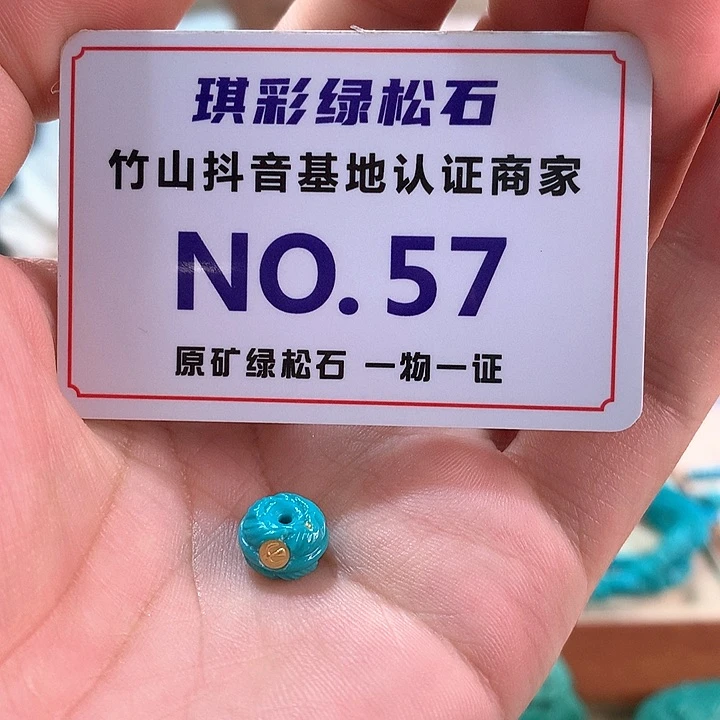 琪彩绿松石
竹山抖音基地认证商家
NO.57
原矿绿松石 一物一证